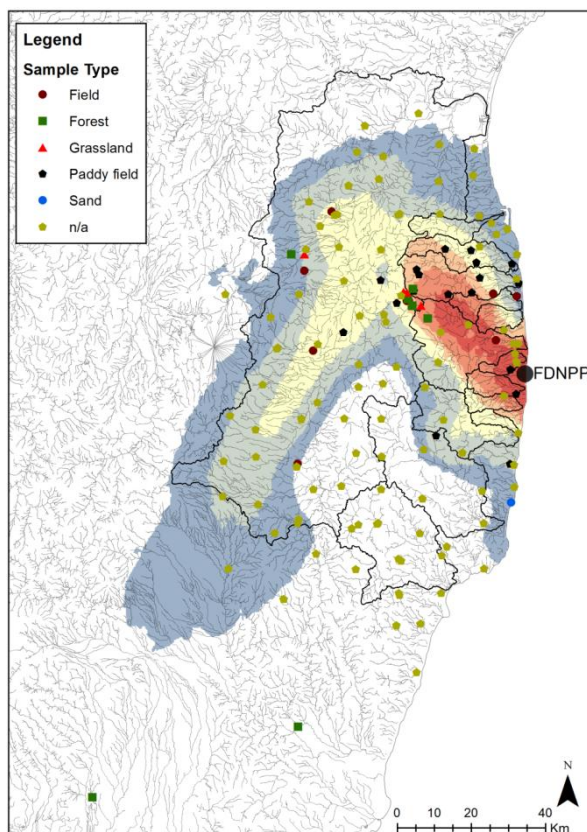 Legend
Sample Type
Field
Forest
Grassland
Paddy field
Sand
n/a
FDNPP
N
0 10 20 40
Km